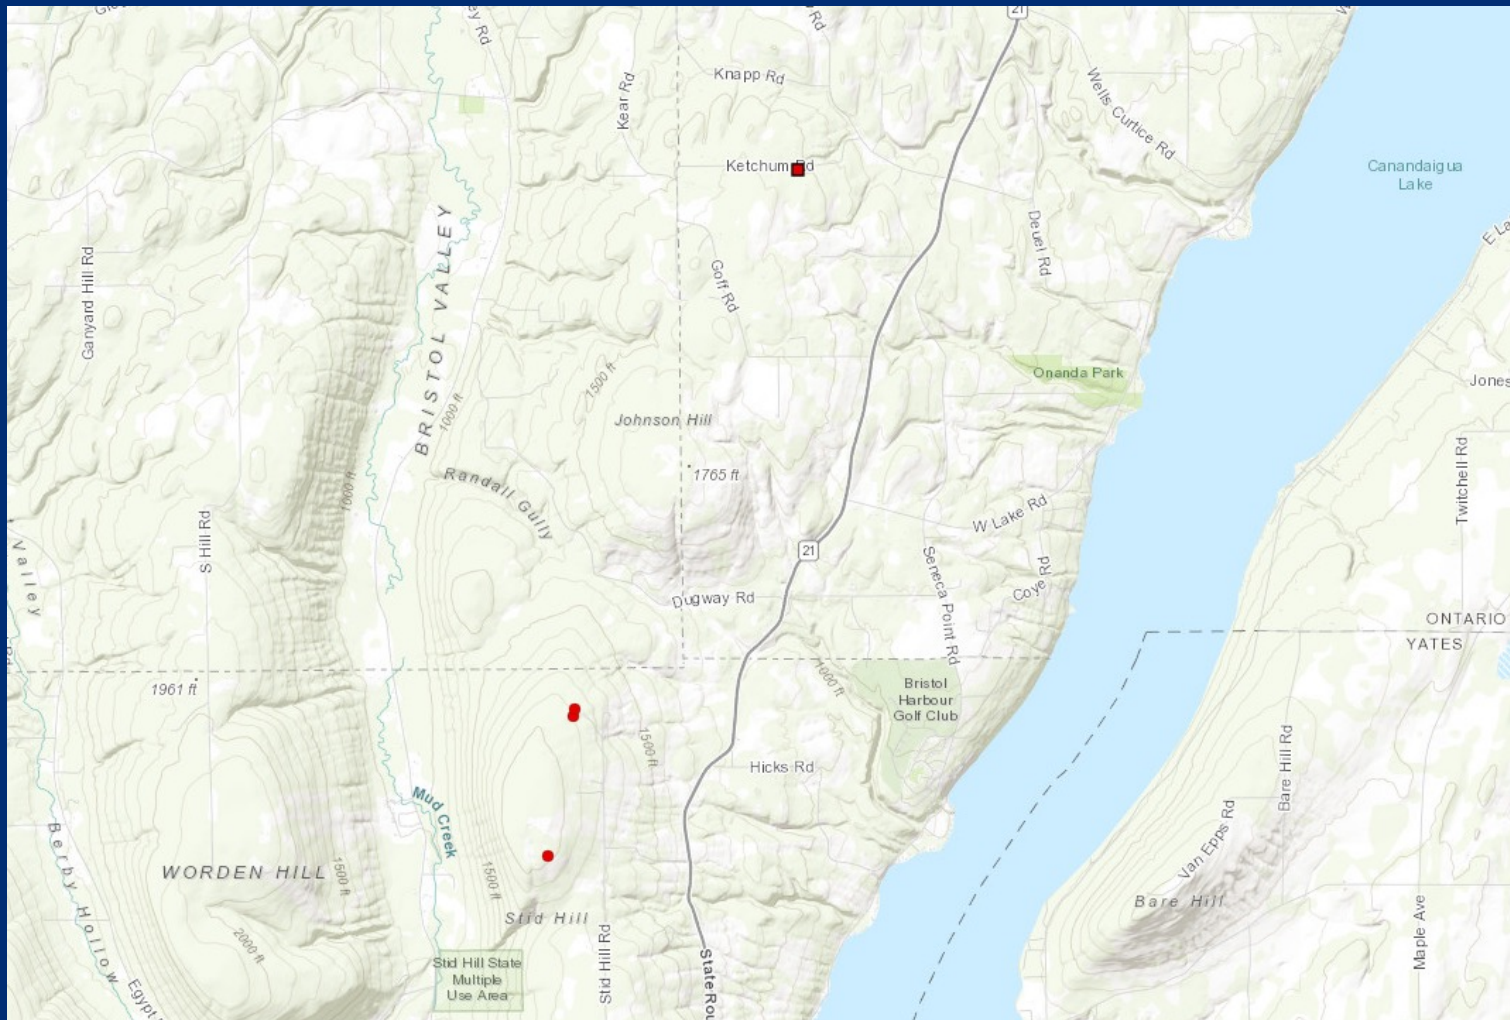 21
Knapp Rd
Kear Rd
Wells Curtice Rd
Ketchum Rd
Canandaigua
Lake
BRISTOL VALLEY
Deuel Rd
Ganyard Hill Rd
Goff Rd
1500 ft
1000 ft
Onanda Park
Johnson Hill
1765 ft
Randall Gully
Twitchell Rd
S Hill Rd
W Lake Rd
21
Seneca Point Rd
Coye Rd
Valley
Dugway Rd
ONTARIO
YATES
1961 ft
1000 ft
Bristol
Harbour
Golf Club
1500 ft
Hicks Rd
Bare Hill Rd
Mud Creek
Van Epps Rd
Berby Hollow
WORDEN HILL
1500 ft
1500 ft
Bare Hill
Stid Hill
Maple Ave
2000 ft
Stid Hill Rd
Stid Hill State
Multiple
Use Area
State Rou
Egypt
Jones
E La
Rd